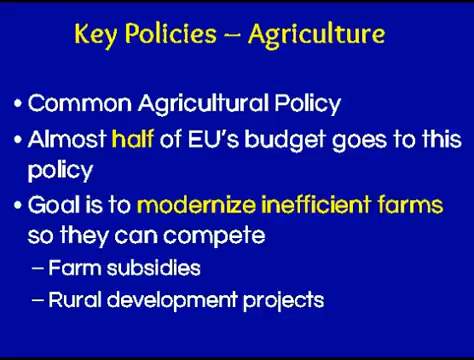 Key Policies – Agriculture
• Common Agricultural Policy
• Almost half of EU's budget goes to this
policy
• Goal is to modernize inefficient farms
so they can compete
– Farm subsidies
– Rural development projects